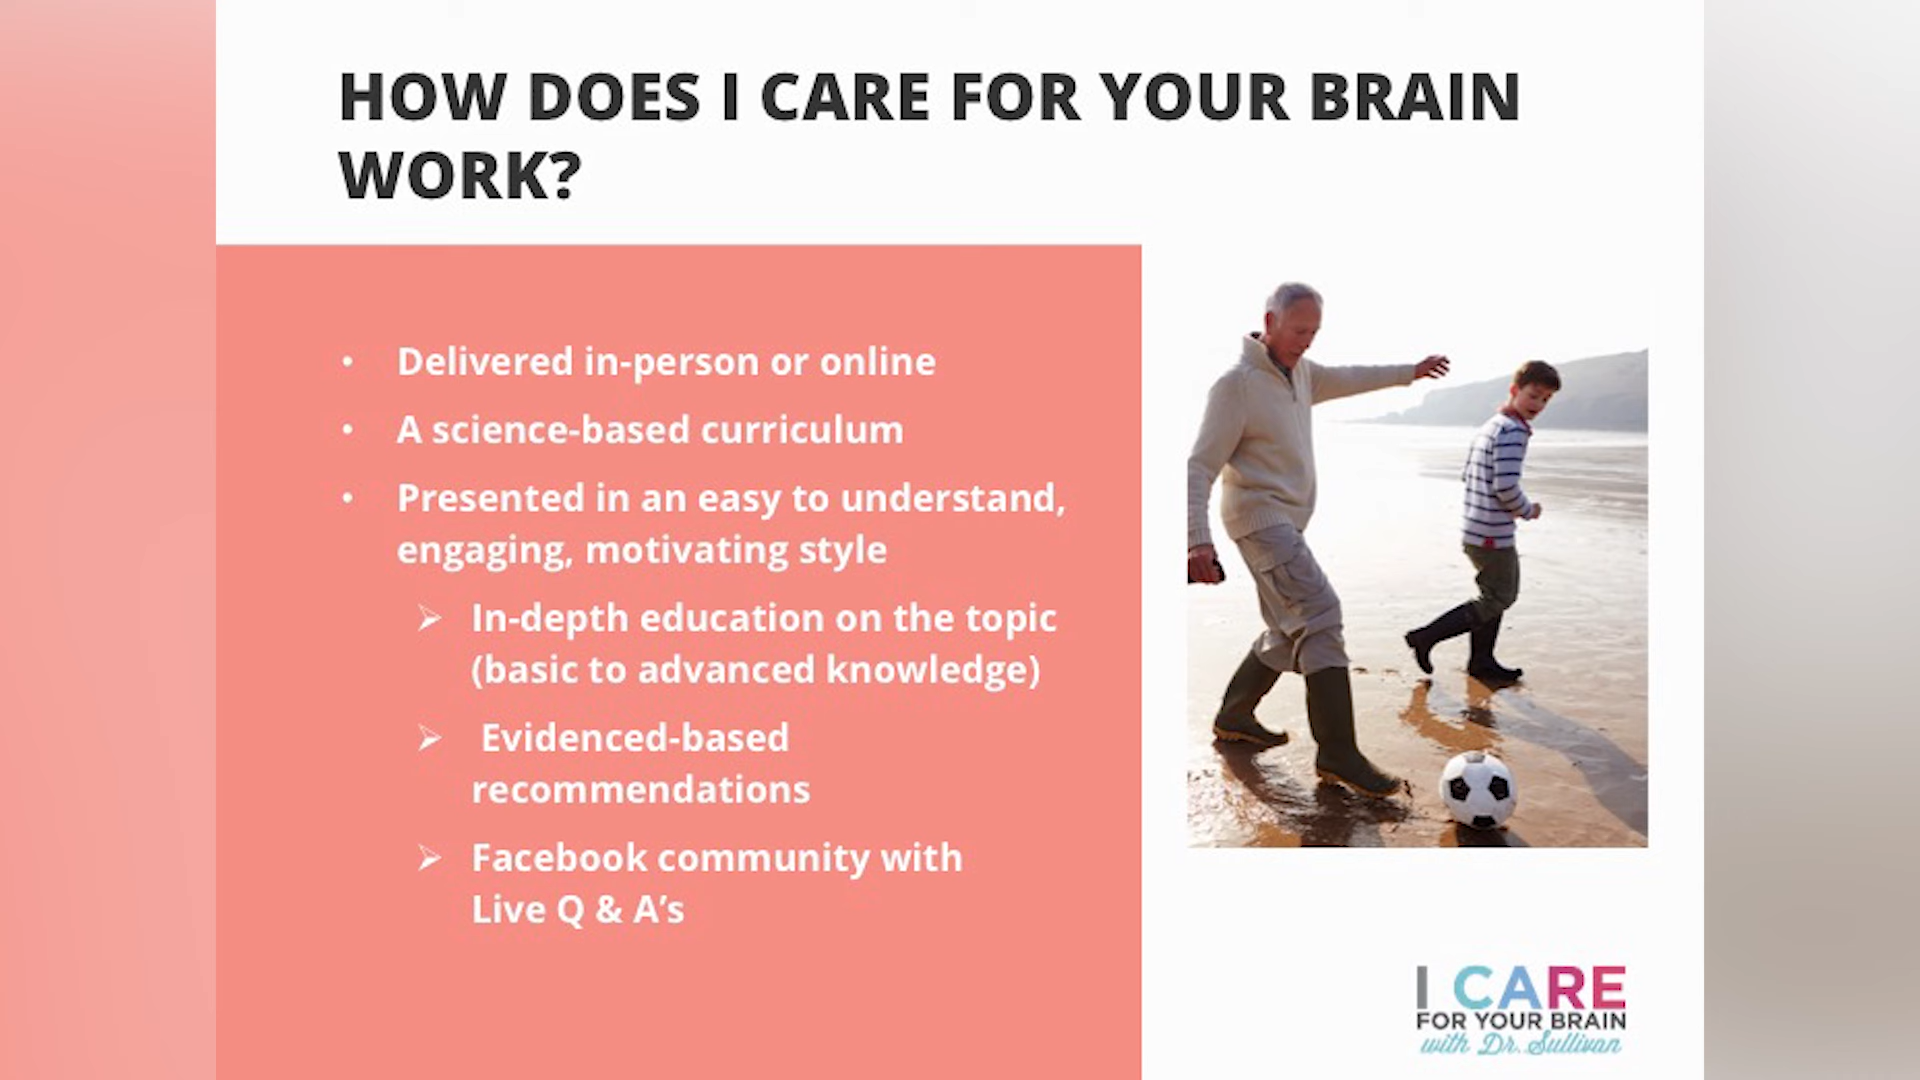 HOW DOES I CARE FOR YOUR BRAIN
WORK?
• Delivered in-person or online
• A science-based curriculum
• Presented in an easy to understand,
engaging, motivating style
➢ In-depth education on the topic
(basic to advanced knowledge)
➢ Evidenced-based
recommendations
➢ Facebook community with
Live Q & A’s
I CARE
FOR YOUR BRAIN
with Dr. Sullivan